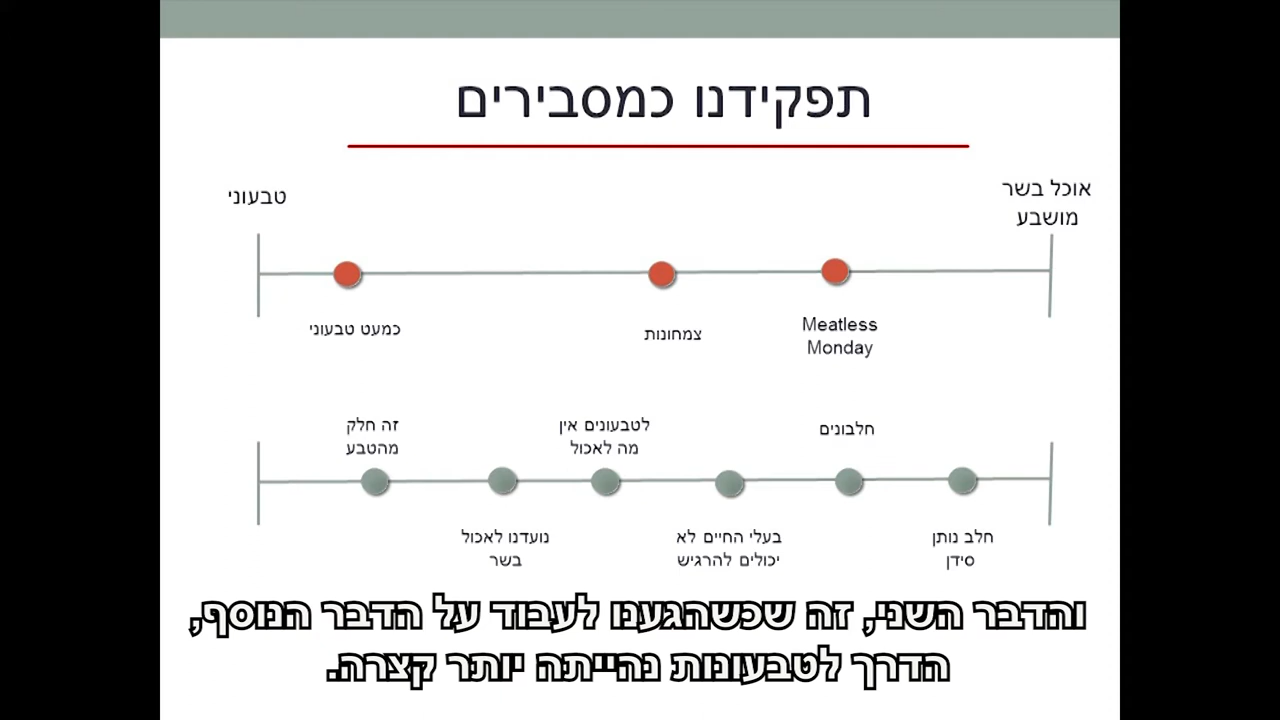 תפקידנו כמסבירים
אוכל בשר
מושבע
טבעוני
Meatless
Monday
צמחונות
כמעט טבעוני
חלבונים
לטבעונים אין
מה לאכול
זה חלק
מהטבע
חלב נותן
סידן
בעלי החיים לא
יכולים להרגיש
נועדנו לאכול
בשר
והדבר השני, זה שכשהגענו לעבוד על הדבר הנוסף,
הדרך לטבעונות נהייתה יותר קצרה.